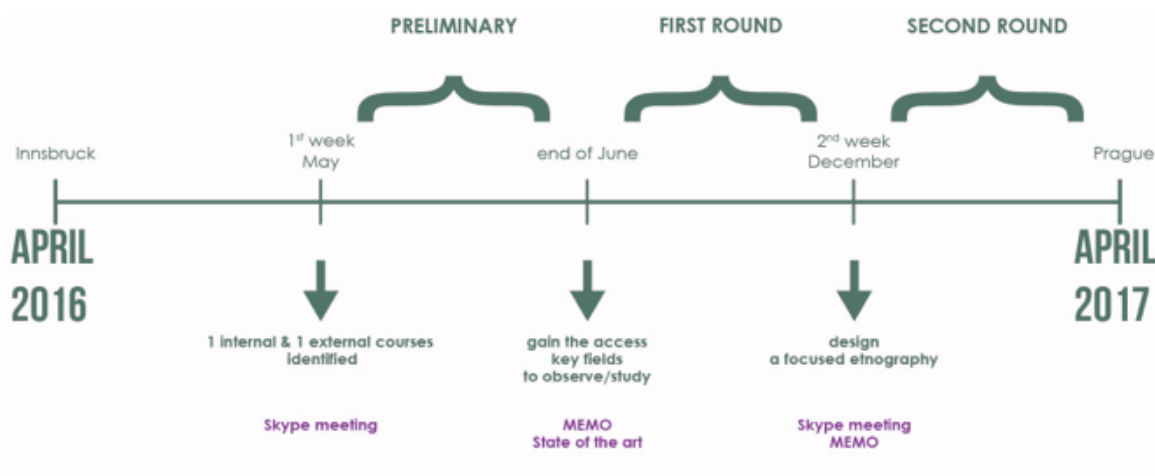 PRELIMINARY
FIRST ROUND
SECOND ROUND
Innsbruck
1st week
May
end of June
2nd week
December
Prague
APRIL
2016
APRIL
2017
1 internal & 1 external courses
identified
gain the access
key fields
to observe/study
design
a focused etnography
Skype meeting
MEMO
State of the art
Skype meeting
MEMO